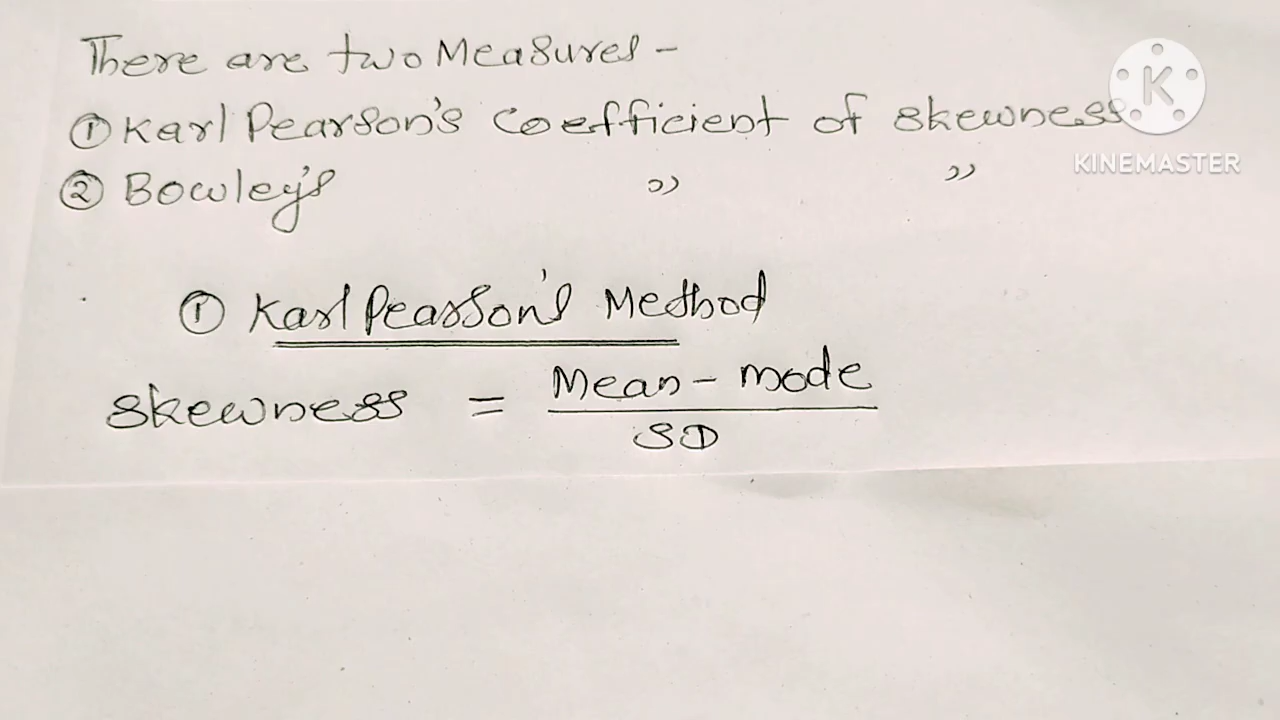 There are two Measures -
① Karl Pearson's Coefficient of skewness
② Bowley's " "
① Karl Pearson's Method
skewness = Mean - mode
SD
K
KINEMASTER